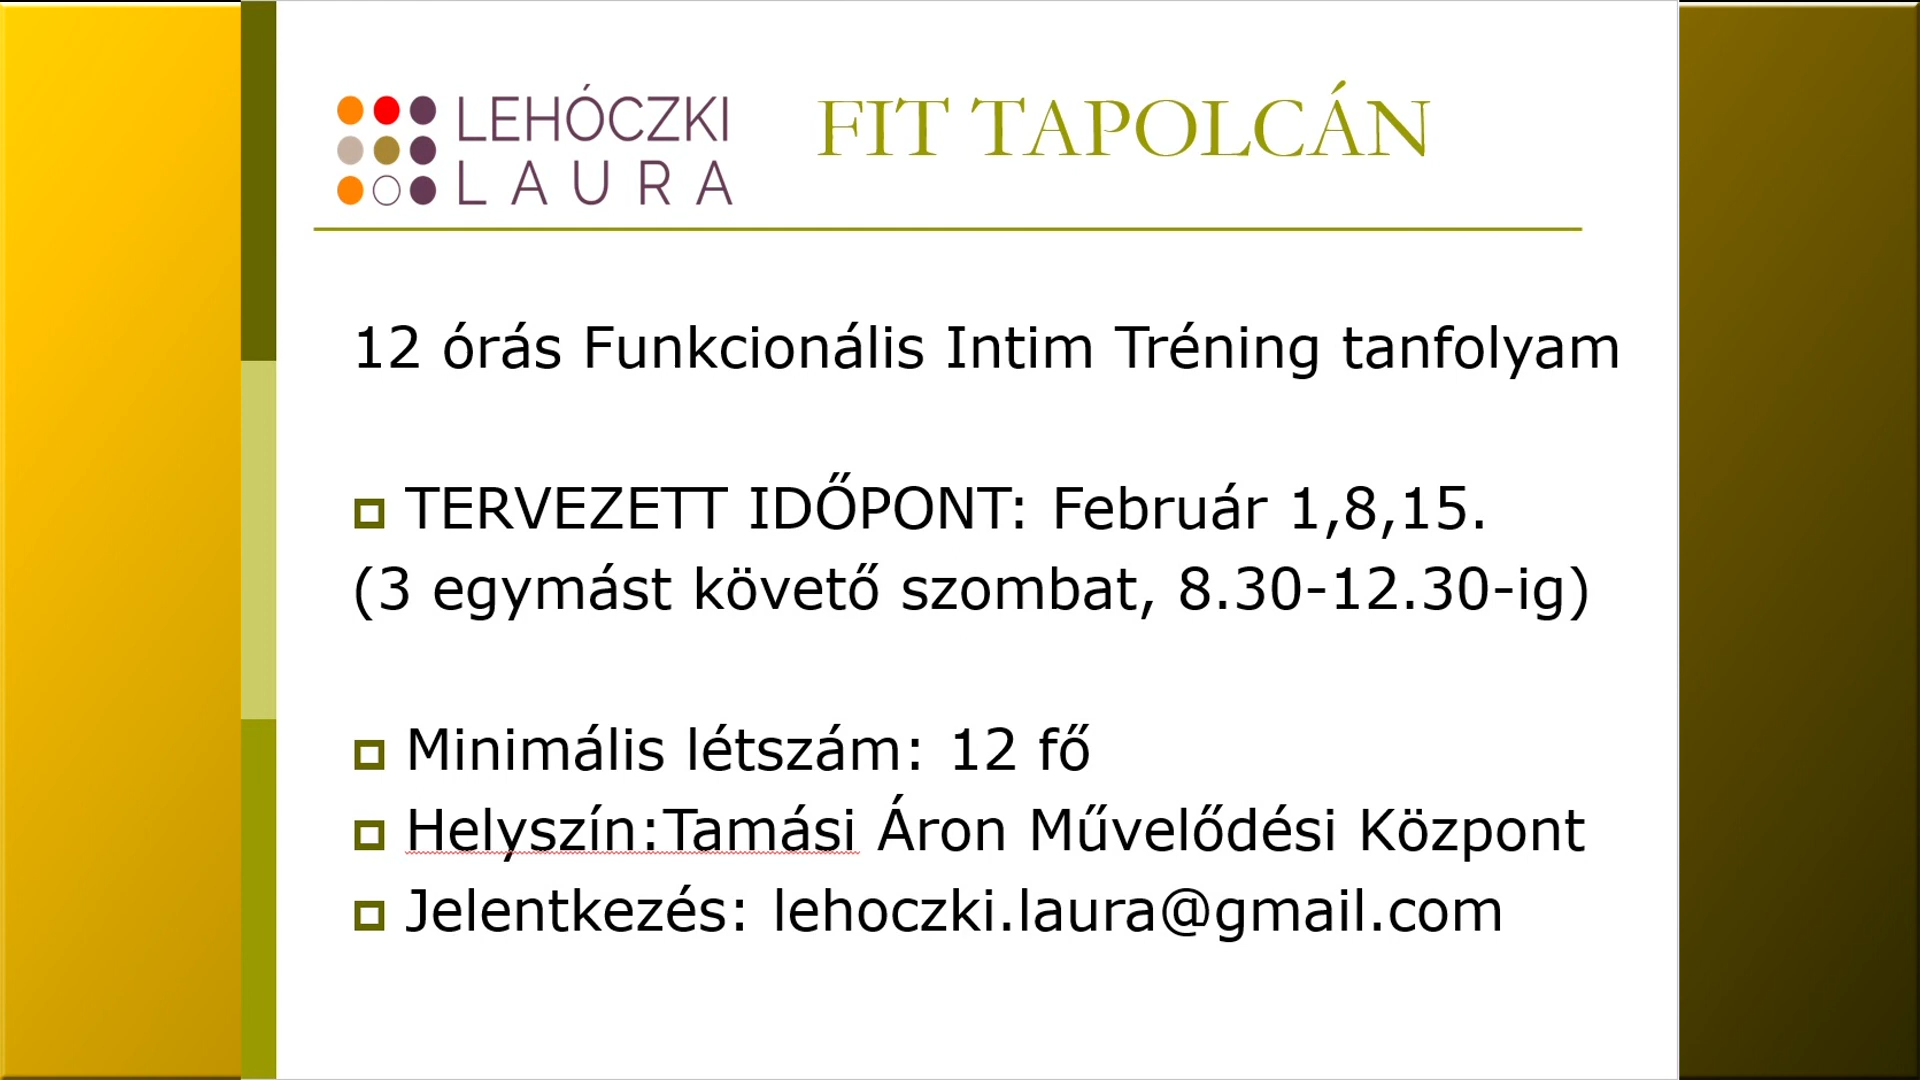 LEHÓCZKI
LAURA
FIT TAPOLCÁN
12 órás Funkcionális Intim Tréning tanfolyam
TERVEZETT IDŐPONT: Február 1,8,15.
(3 egymást követő szombat, 8.30-12.30-ig)
Minimális létszám: 12 fő
Helyszín:Tamási Áron Művelődési Központ
Jelentkezés: lehoczki.laura@gmail.com